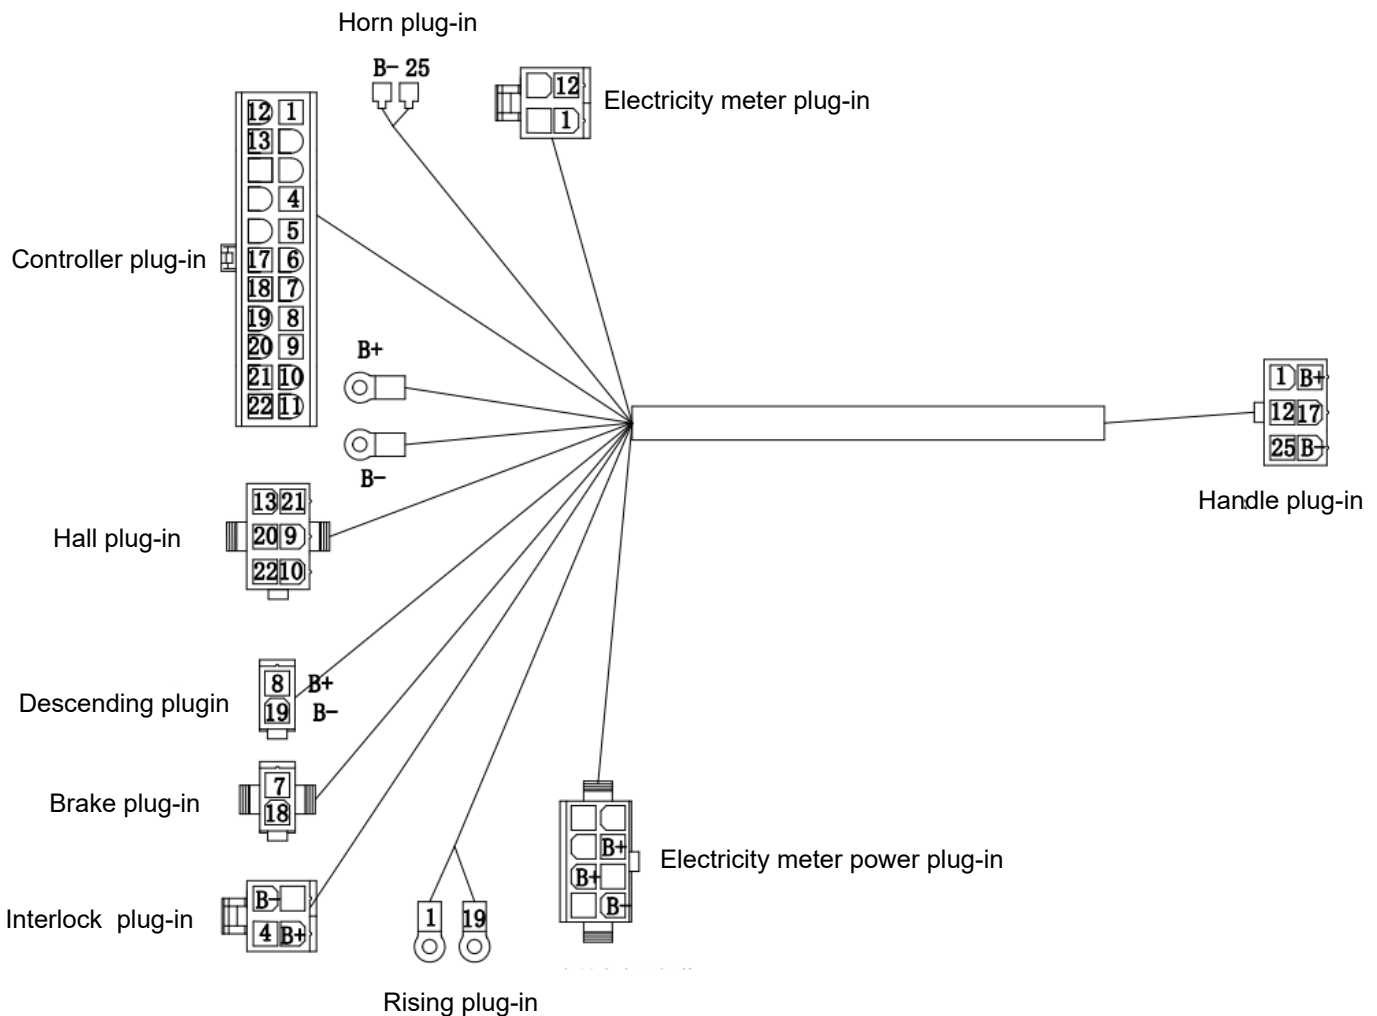 Horn plug-in
B- 25
12
1
Electricity meter plug-in
12 1
13
4
5
17 6
18 7
19 8
20 9
21 10
22 11
Controller plug-in
B+
B-
1 B+
12 17
25 B-
Handle plug-in
13 21
20 9
22 10
Hall plug-in
8 B+
19 B-
Descending plugin
7
18
Brake plug-in
B+
B+
B-
Electricity meter power plug-in
B-
4 B+
Interlock plug-in
1 19
Rising plug-in